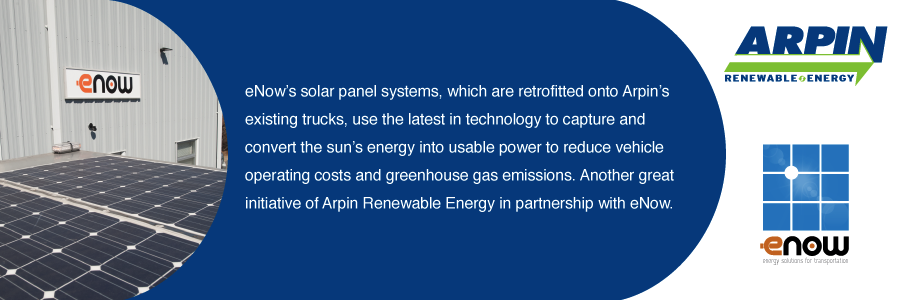 enow
eNow's solar panel systems, which are retrofitted onto Arpin's
existing trucks, use the latest in technology to capture and
convert the sun's energy into usable power to reduce vehicle
operating costs and greenhouse gas emissions. Another great
initiative of Arpin Renewable Energy in partnership with eNow.
ARPIN
RENEWABLE ENERGY
enow
energy solutions for transportation